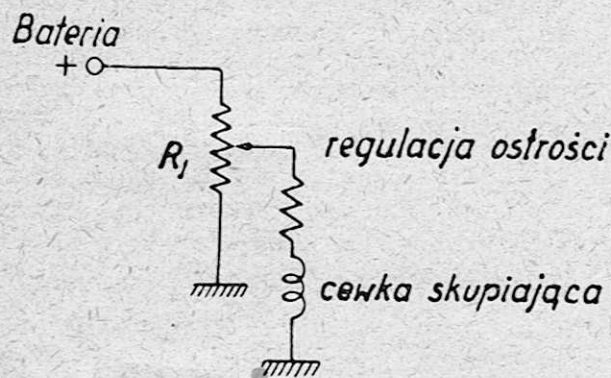 Bateria
+
R₁
regulacja ostrości
cewka skupiająca